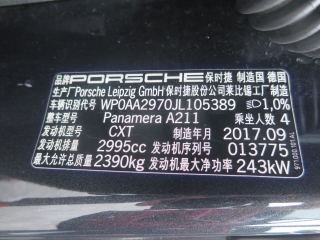 品牌 PORSCHE 保时捷 制造国 德国
生产厂 Porsche Leipzig GmbH 保时捷股份公司莱比锡工厂制造
车辆识别代号 WP0AA2970JL105389 1,0%
整车型号 Panamera A211 乘坐人数 4
发动机型号 CXT 制造年月 2017.09
发动机排量 2995cc 发动机序列号 013775
最大允许总质量 2390kg 发动机最大净功率 243kW